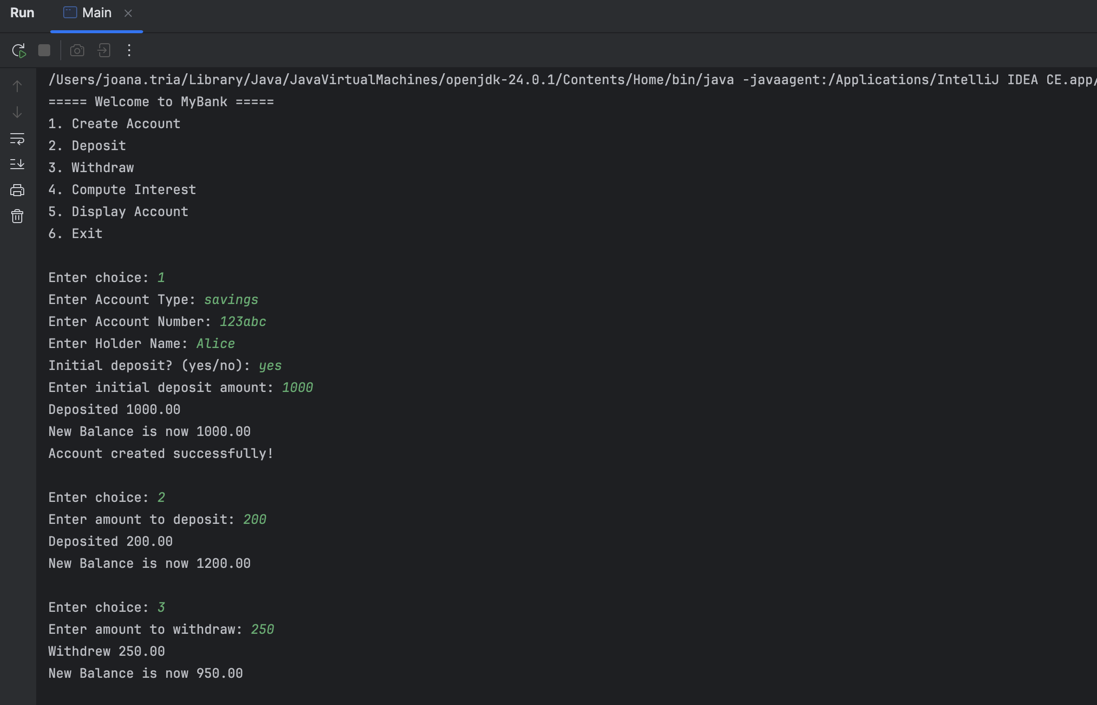 Run Main
/Users/joana.tria/Library/Java/JavaVirtualMachines/openjdk-24.0.1/Contents/Home/bin/java -javaagent:/Applications/IntelliJ IDEA CE.app/
===== Welcome to MyBank =====
1. Create Account
2. Deposit
3. Withdraw
4. Compute Interest
5. Display Account
6. Exit
Enter choice: 1
Enter Account Type: savings
Enter Account Number: 123abc
Enter Holder Name: Alice
Initial deposit? (yes/no): yes
Enter initial deposit amount: 1000
Deposited 1000.00
New Balance is now 1000.00
Account created successfully!
Enter choice: 2
Enter amount to deposit: 200
Deposited 200.00
New Balance is now 1200.00
Enter choice: 3
Enter amount to withdraw: 250
Withdrew 250.00
New Balance is now 950.00